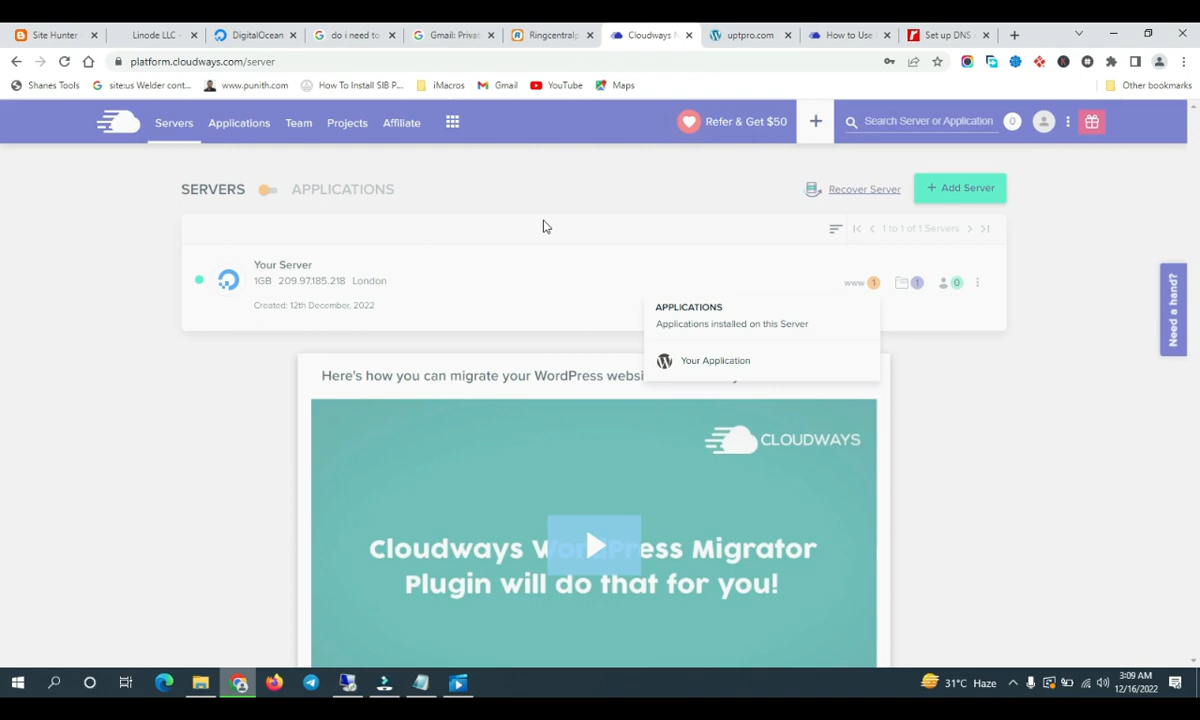 Site Hunter
Linode LLC -
DigitalOcean
do i need to
Gmail: Priva
Ringcentralp
Cloudways
uptpro.com
How to Use
Set up DNS
platform.cloudways.com/server
Shanes Tools
site:us Welder cont...
www.punith.com
How To Install SIB P...
iMacros
Gmail
YouTube
Maps
Other bookmarks
Servers
Applications
Team
Projects
Affiliate
Refer & Get $50
+
Search Server or Application
0
SERVERS
APPLICATIONS
Recover Server
+ Add Server
1 to 1 of 1 Servers
Your Server
1GB 209.97.185.218 London
Created: 12th December, 2022
www 1
1
0
APPLICATIONS
Applications installed on this Server
Your Application
Need a hand?
Here's how you can migrate your WordPress
CLOUDWAYS
Cloudways WordPress Migrator
Plugin will do that for you!
31°C Haze
3:09 AM
12/16/2022